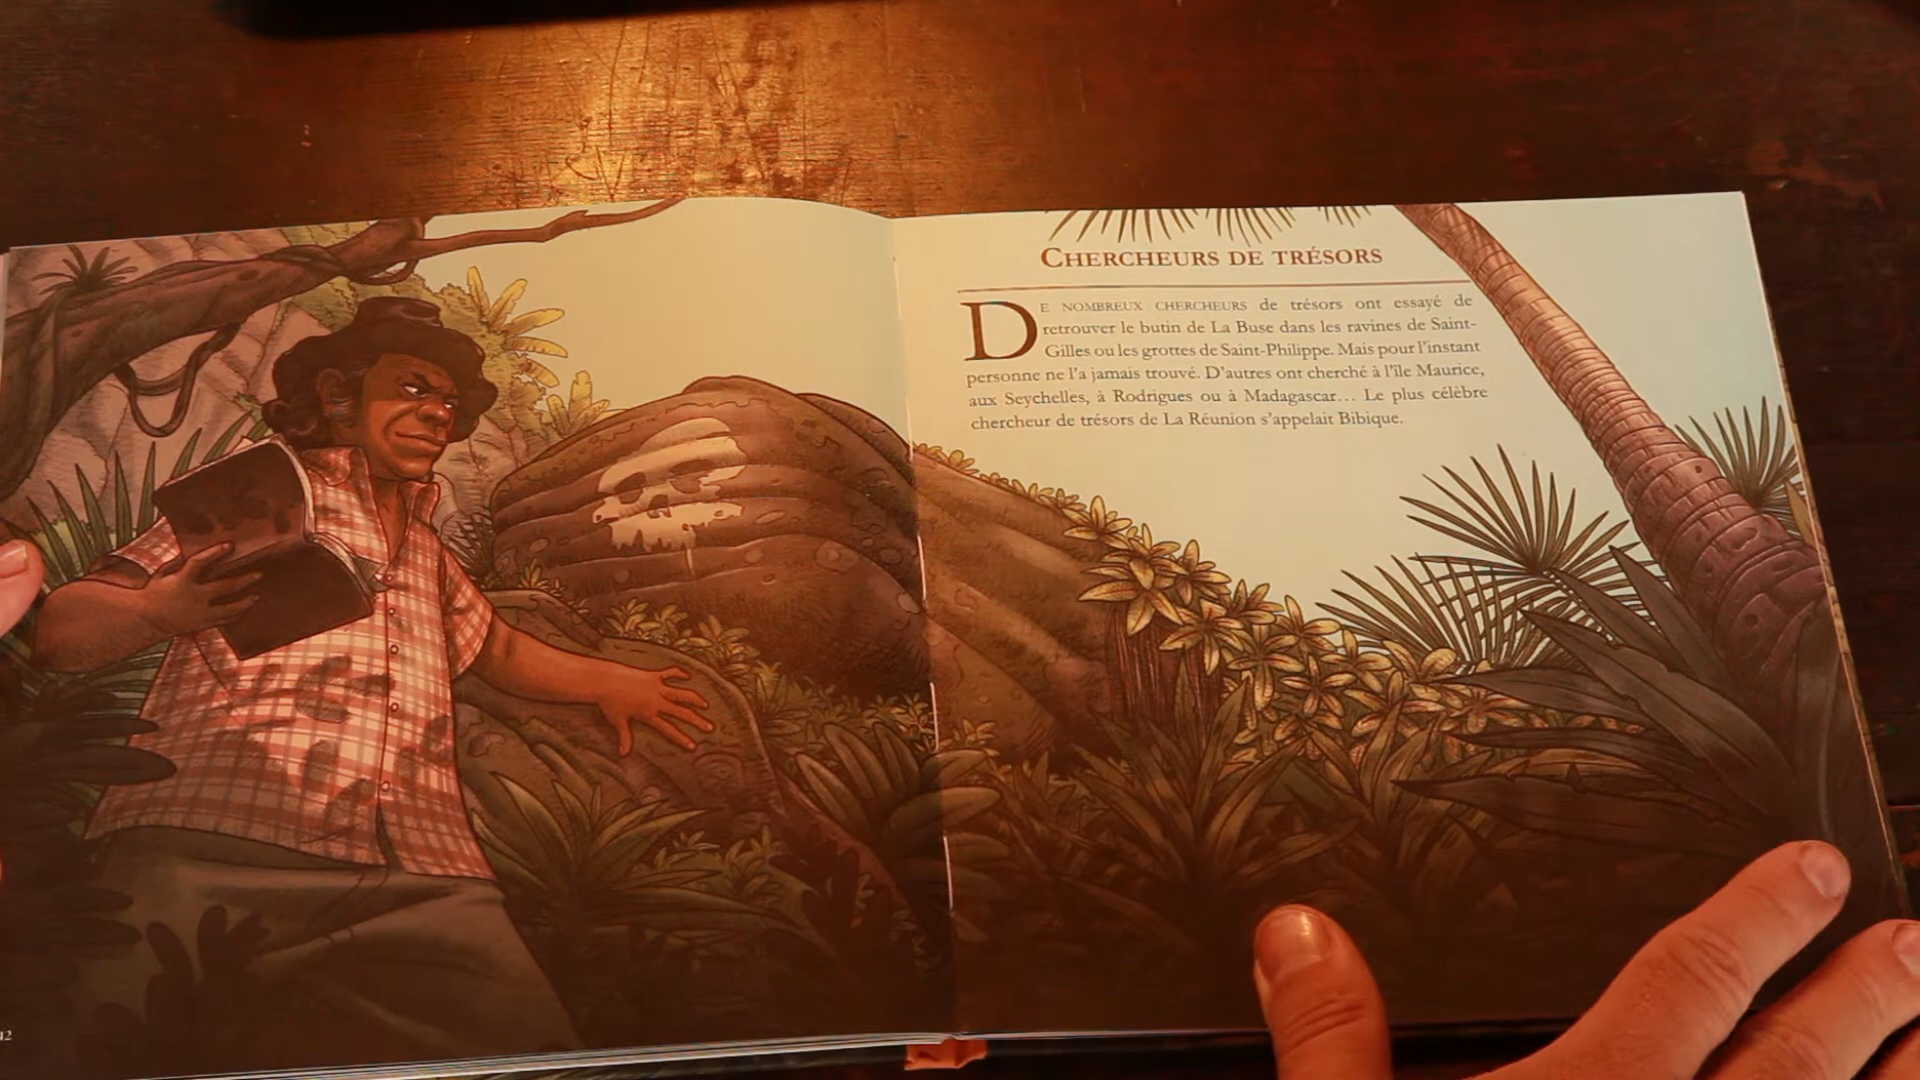 CHERCHEURS DE TRÉSORS
DE NOMBREUX CHERCHEURS de trésors ont essayé de
retrouver le butin de La Buse dans les ravines de Saint-
Gilles ou les grottes de Saint-Philippe. Mais pour l'instant
personne ne l'a jamais trouvé. D'autres ont cherché à l'île Maurice,
aux Seychelles, à Rodrigues ou à Madagascar... Le plus célèbre
chercheur de trésors de La Réunion s'appelait Bibique.